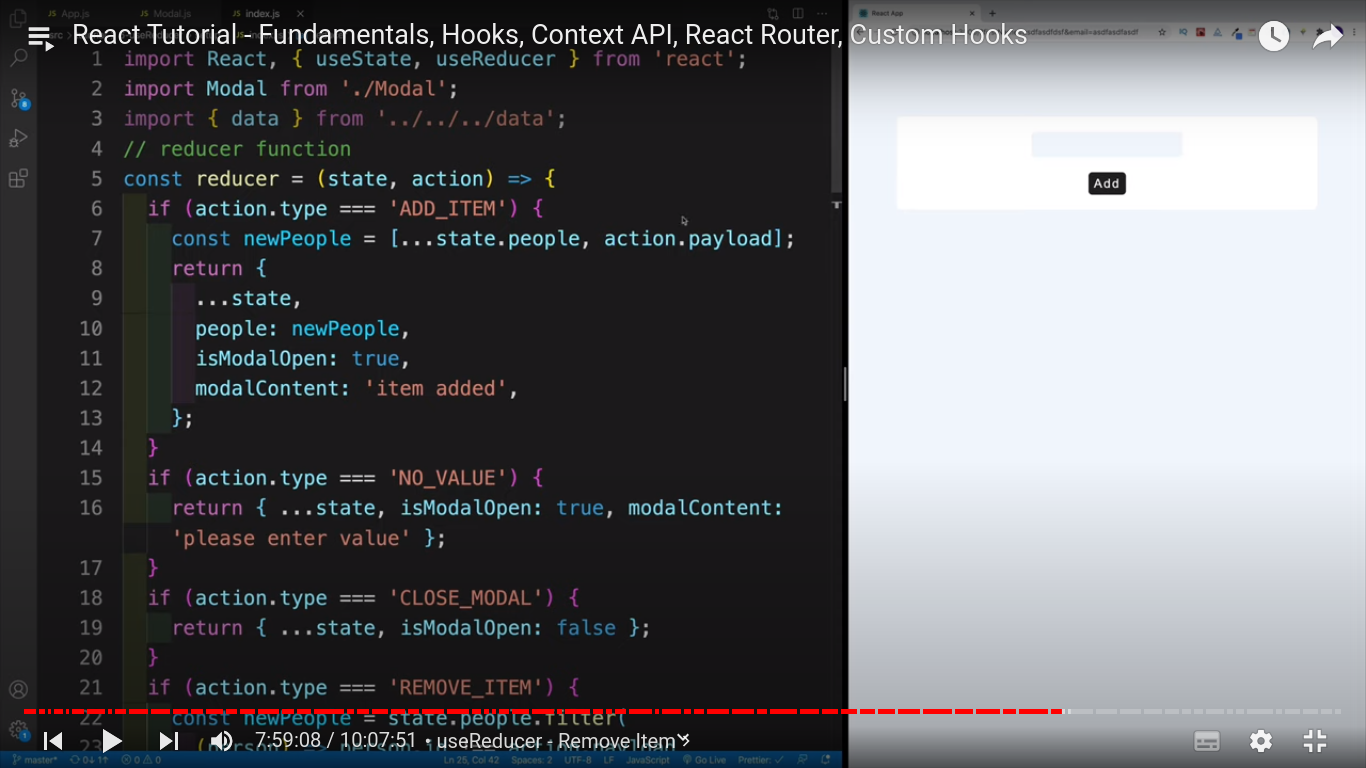 App.js Modal.js index.js
React Tutorial - Fundamentals, Hooks, Context API, React Router, Custom Hooks
React App
1 import React, { useState, useReducer } from 'react';
2 import Modal from './Modal';
3 import { data } from '../../../data';
4 // reducer function
5 const reducer = (state, action) => {
6 if (action.type === 'ADD_ITEM') {
7 const newPeople = [...state.people, action.payload];
8 return {
9 ...state,
10 people: newPeople,
11 isModalOpen: true,
12 modalContent: 'item added',
13 };
14 }
15 if (action.type === 'NO_VALUE') {
16 return { ...state, isModalOpen: true, modalContent:
'please enter value' };
17 }
18 if (action.type === 'CLOSE_MODAL') {
19 return { ...state, isModalOpen: false };
20 }
21 if (action.type === 'REMOVE_ITEM') {
22 const newPeople = state.people.filter(
23
Add
7:59:08 / 10:07:51 • useReducer - Remove Item
master* Ln 25, Col 42 Spaces: 2 UTF-8 LF JavaScript Go Live Prettier: ✓